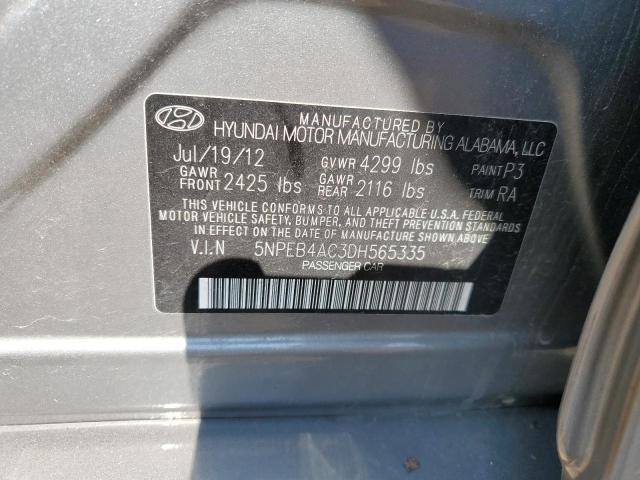 MANUFACTURED BY
HYUNDAI MOTOR MANUFACTURING ALABAMA, LLC
Jul/19/12 GVWR 4299 lbs PAINT P3
GAWR FRONT 2425 lbs GAWR REAR 2116 lbs TRIM RA
THIS VEHICLE CONFORMS TO ALL APPLICABLE U.S.A. FEDERAL
MOTOR VEHICLE SAFETY, BUMPER, AND THEFT PREVENTION STANDARDS
IN EFFECT ON THE DATE OF MANUFACTURE SHOWN ABOVE.
V.I.N 5NPEB4AC3DH565335
PASSENGER CAR